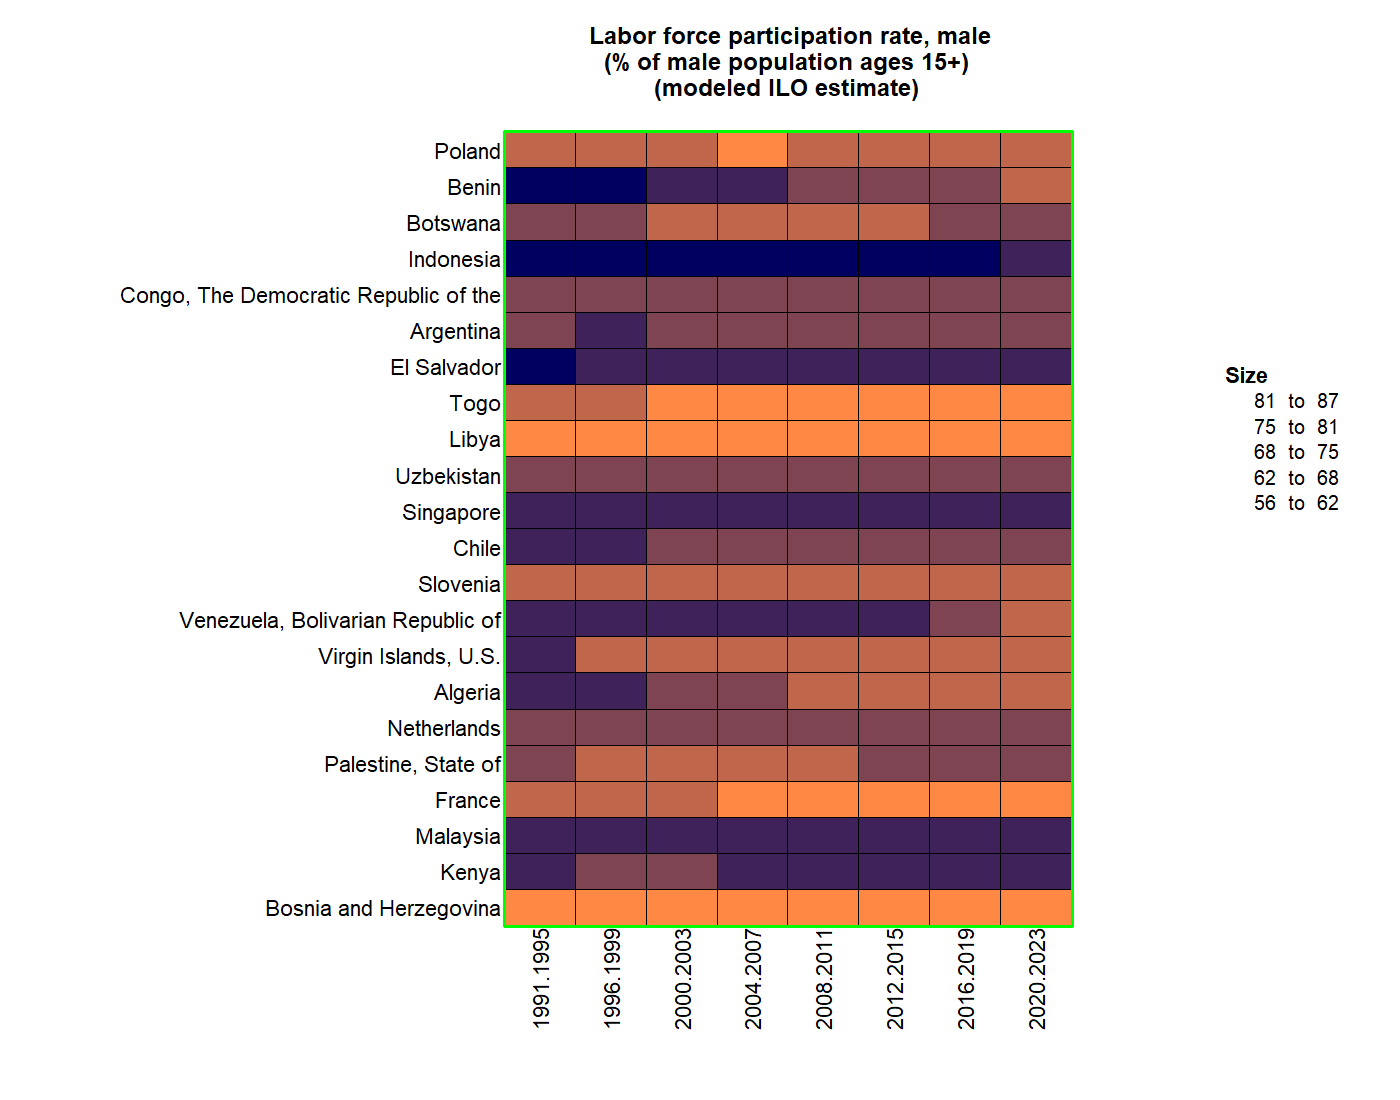 Labor force participation rate, male
(% of male population ages 15+)
(modeled ILO estimate)
Poland
Benin
Botswana
Indonesia
Congo, The Democratic Republic of the
Argentina
El Salvador
Togo
Libya
Uzbekistan
Singapore
Chile
Slovenia
Venezuela, Bolivarian Republic of
Virgin Islands, U.S.
Algeria
Netherlands
Palestine, State of
France
Malaysia
Kenya
Bosnia and Herzegovina
1991.1995
1996.1999
2000.2003
2004.2007
2008.2011
2012.2015
2016.2019
2020.2023
Size
81 to 87
75 to 81
68 to 75
62 to 68
56 to 62